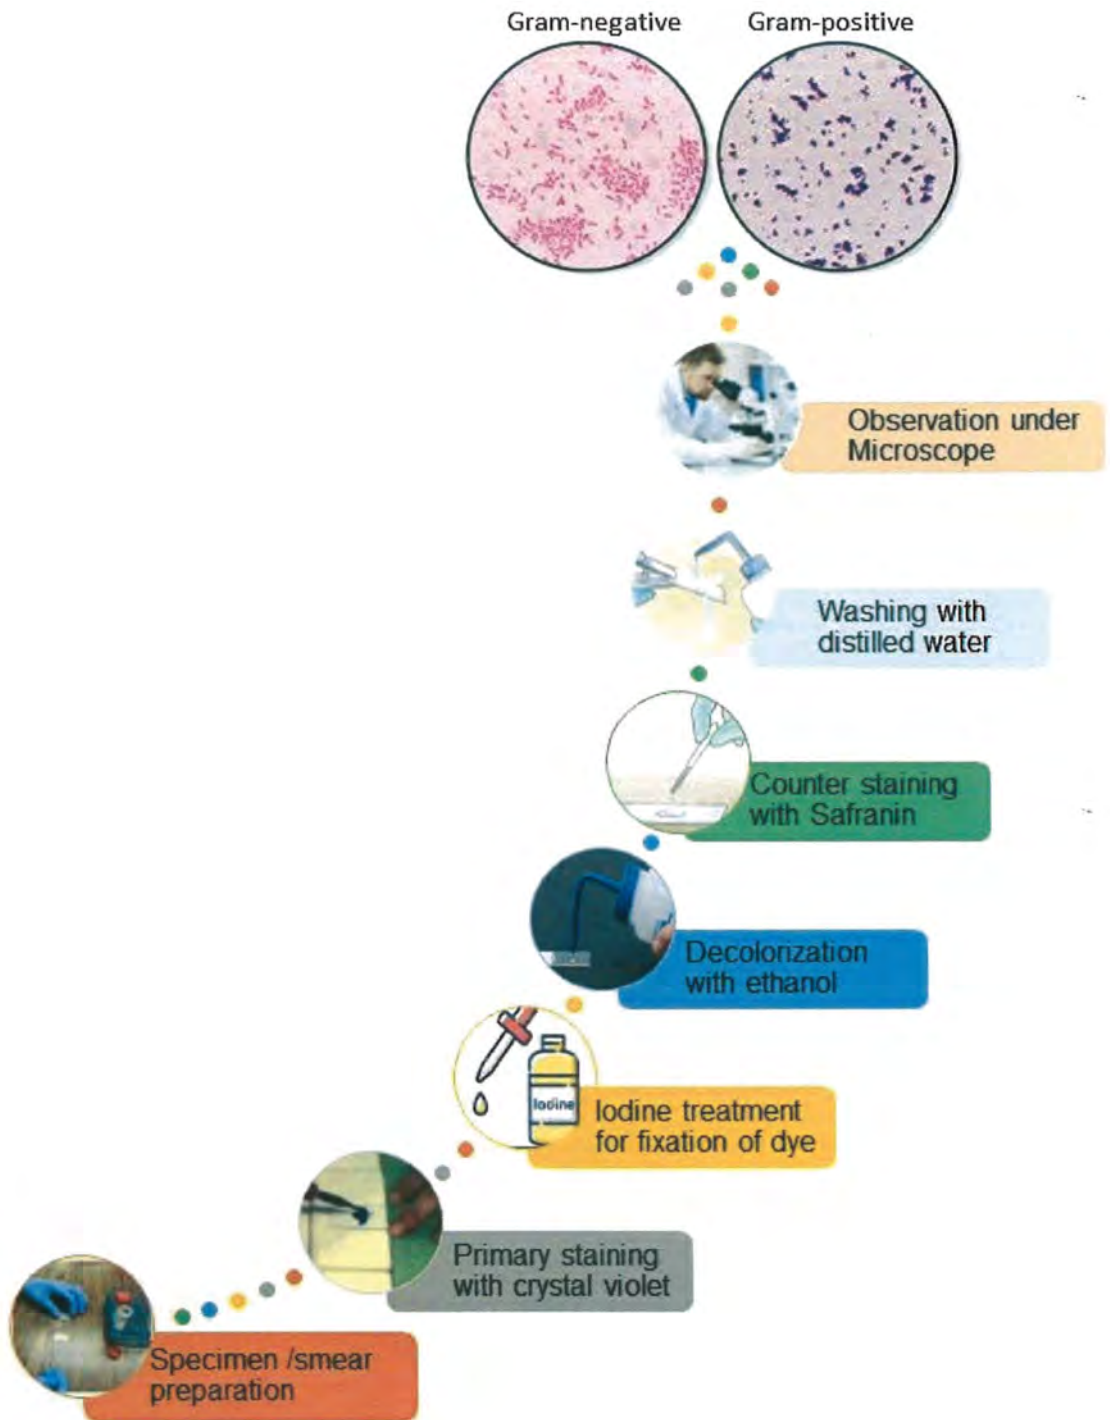 Gram-negative
Gram-positive
Observation under
Microscope
Washing with
distilled water
Counter staining
with Safranin
Decolorization
with ethanol
Iodine
Iodine treatment
for fixation of dye
Primary staining
with crystal violet
Specimen /smear
preparation